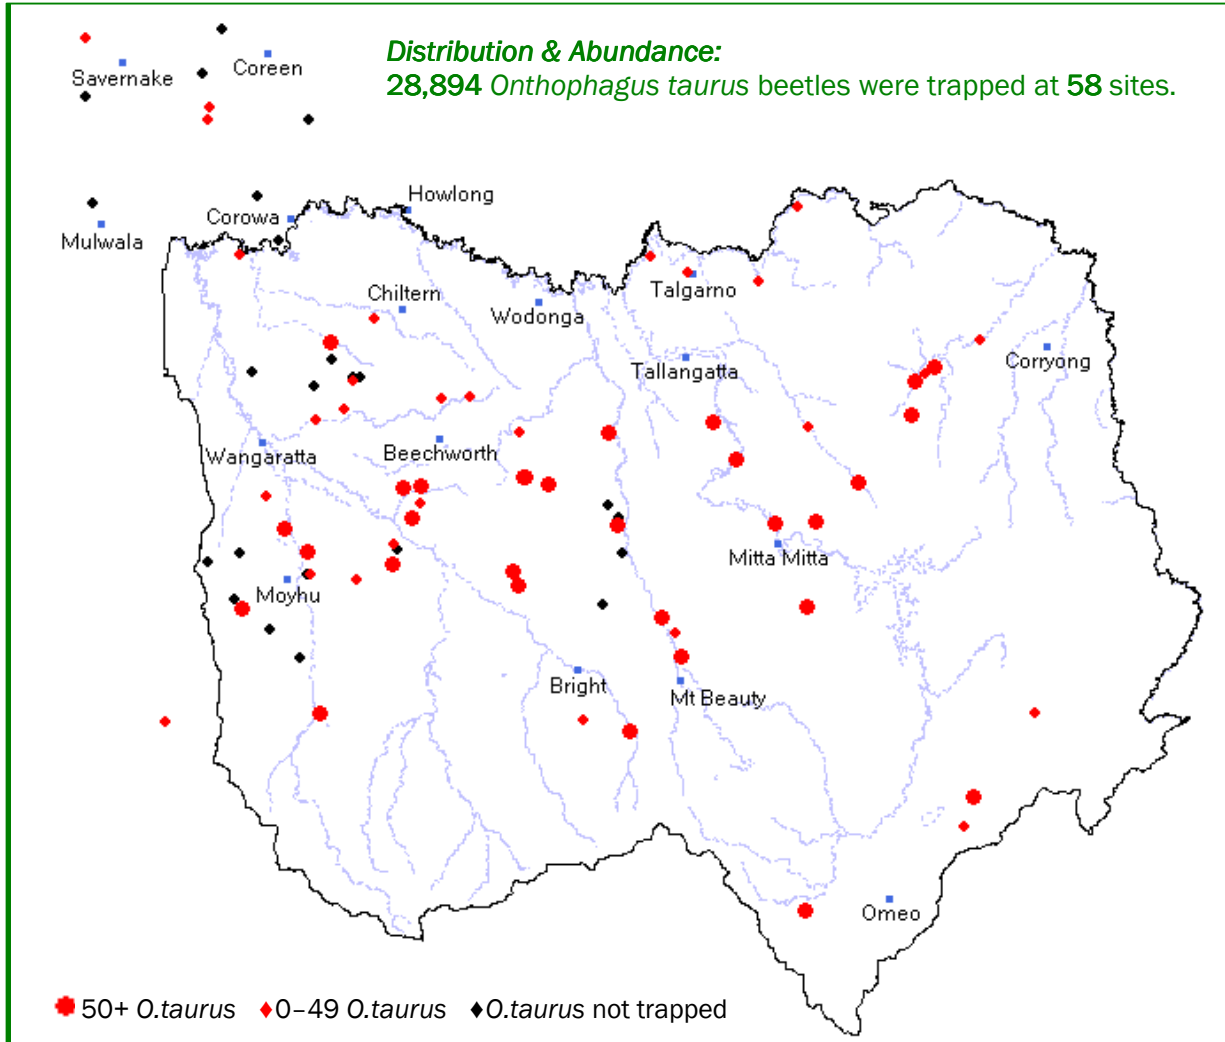 Distribution & Abundance:
28,894 Onthophagus taurus beetles were trapped at 58 sites.
Savernake
Coreen
Howlong
Corowa
Mulwala
Chiltern
Wodonga
Talgarno
Tallangatta
Corryong
Wangaratta
Beechworth
Mitta Mitta
Moyhu
Bright
Mt Beauty
Omeo
50+ O.taurus 0–49 O.taurus O.taurus not trapped